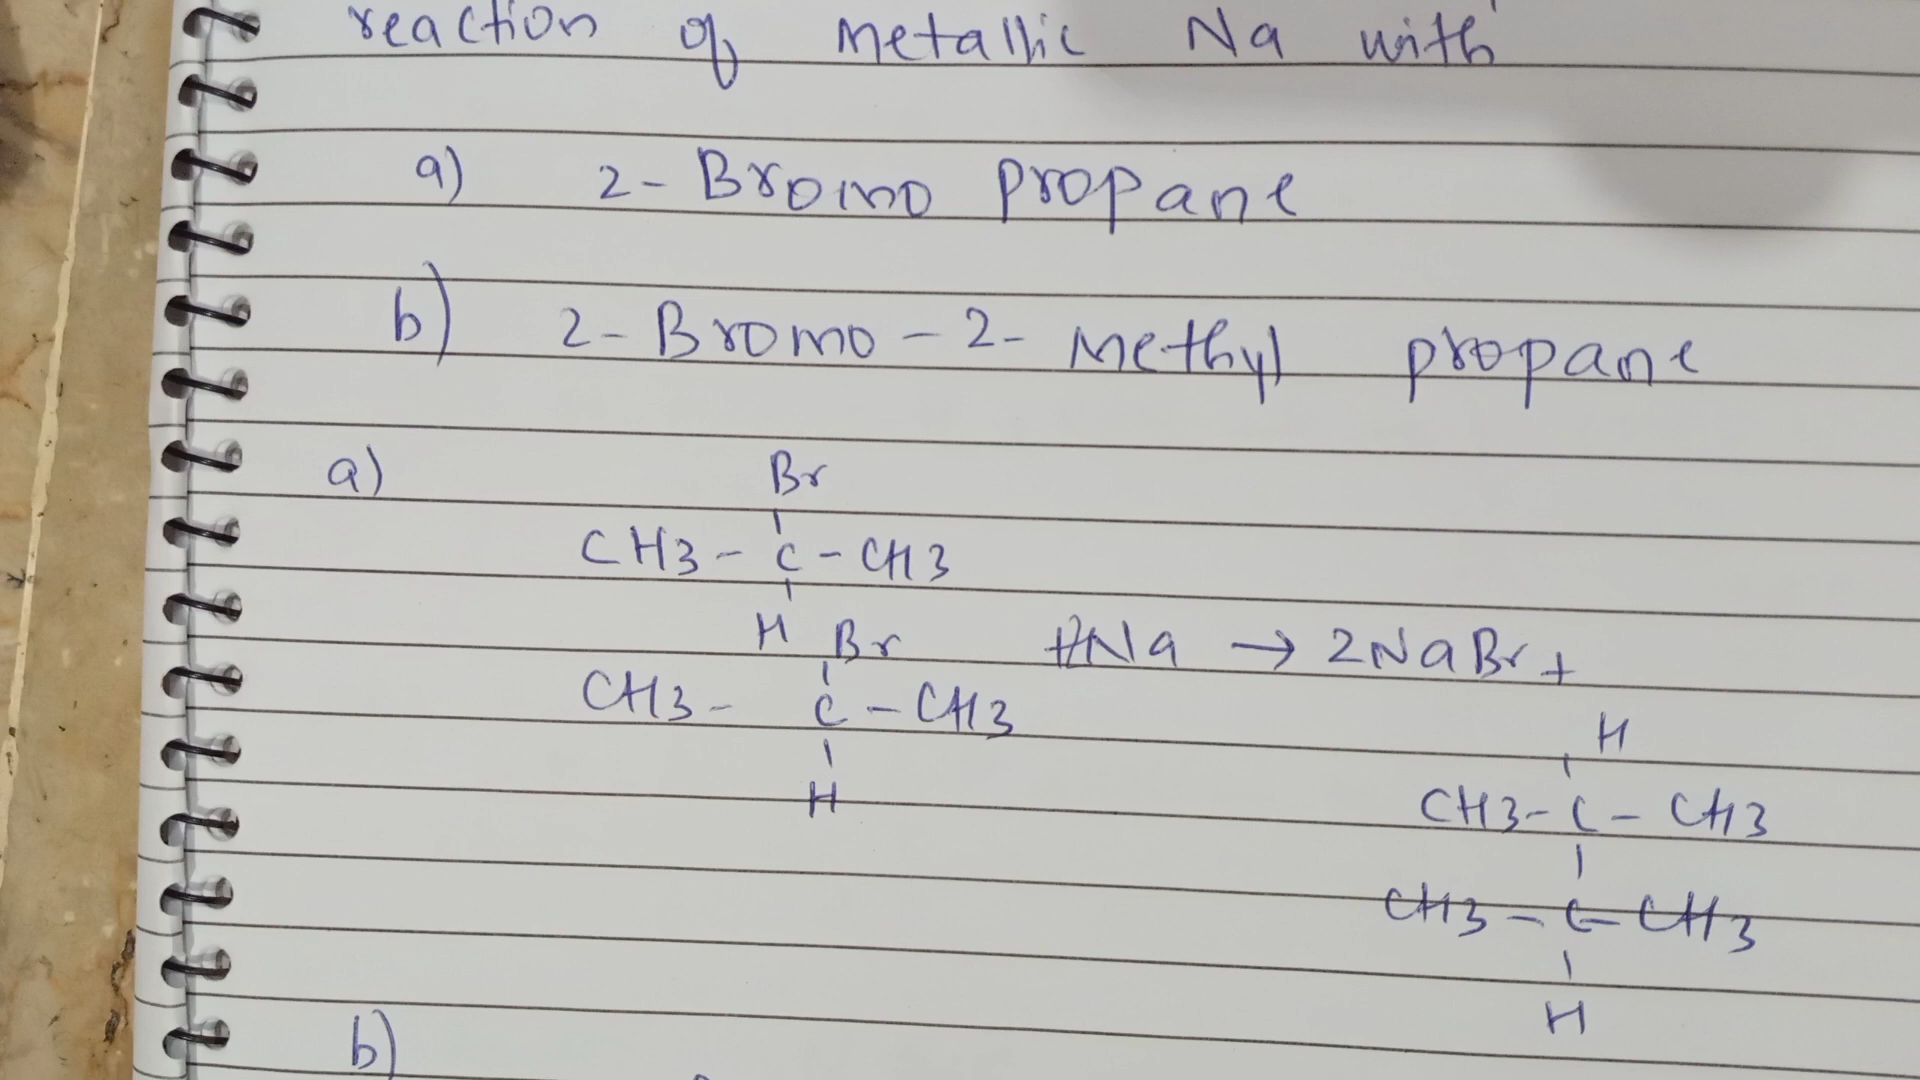 reaction of metallic Na with
a) 2-Bromo propane
b) 2-Bromo-2-Methyl propane
a) Br
CH3-C-CH3
H Br +Na → 2NaBr+
CH3-C-CH3
H
H
CH3-C-CH3
CH3-C-CH3
H
b)